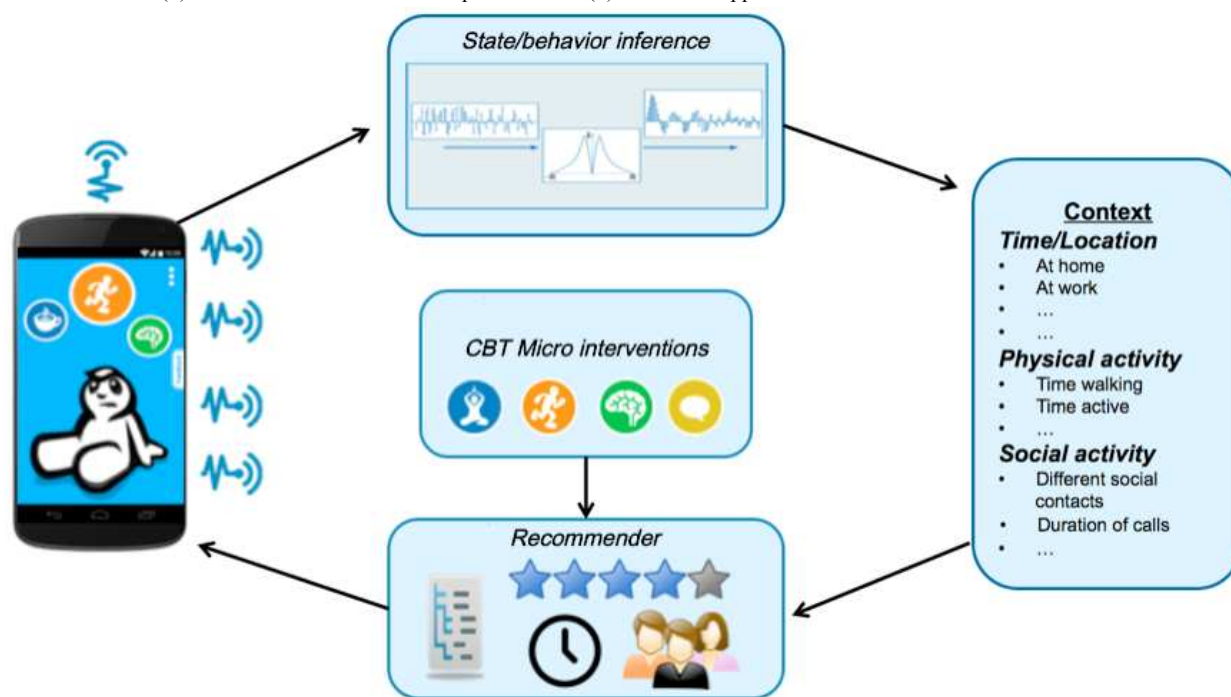 State/behavior inference
CBT Micro interventions
Recommender
Context
Time/Location
• At home
• At work
• ...
• ...
Physical activity
• Time walking
• Time active
• ...
Social activity
• Different social
contacts
• Duration of calls
• ...